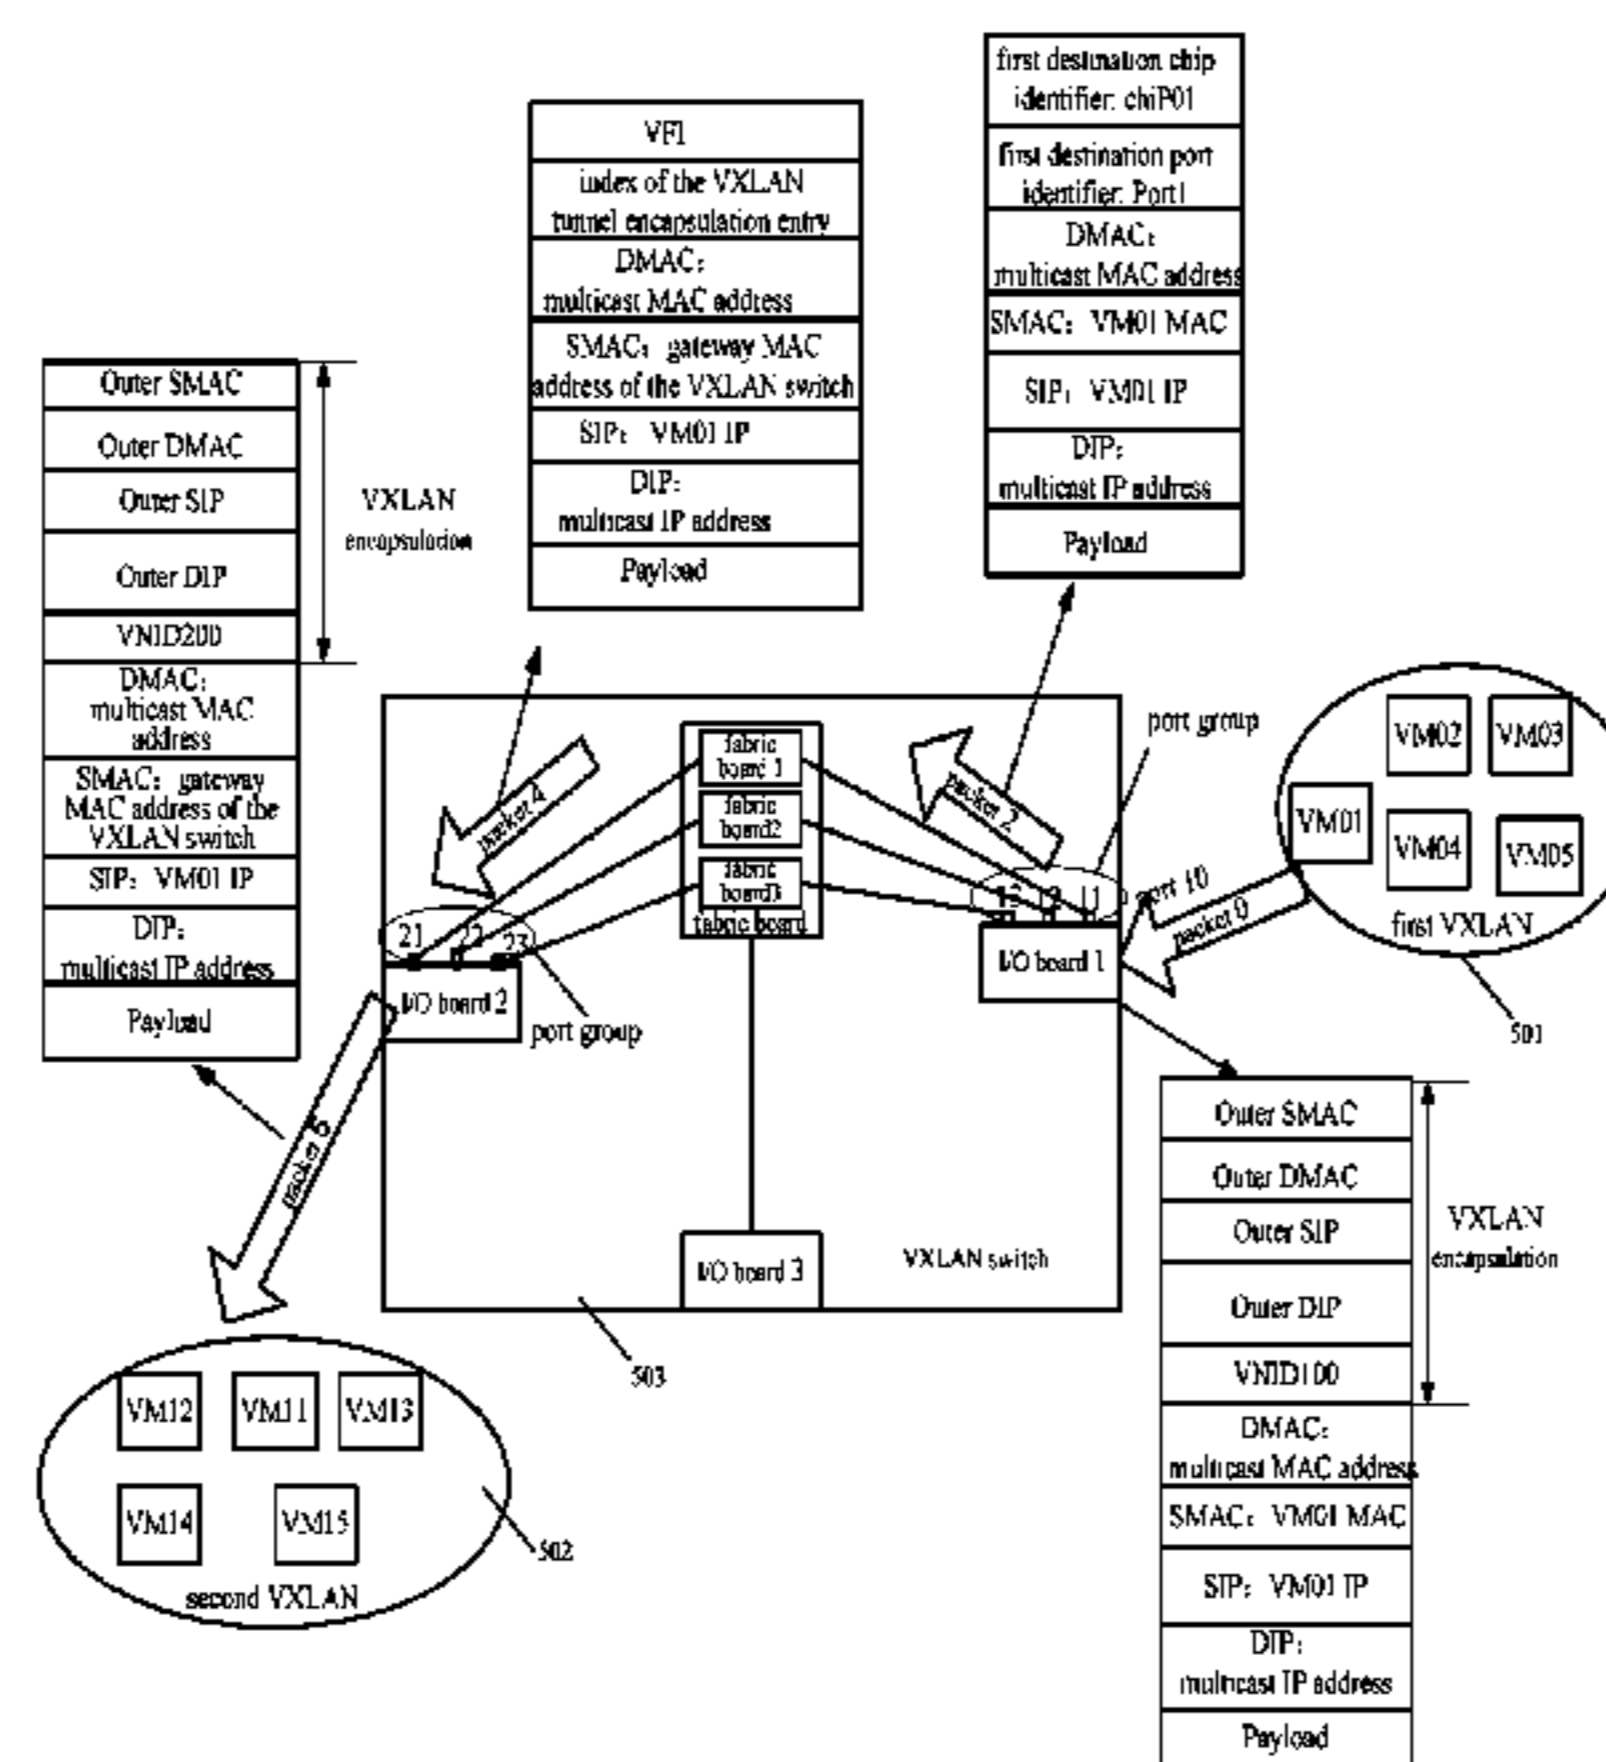 first destination chip
identifier: chiP01
first destination port
identifier: Port1
DMAC:
multicast MAC address
SMAC: VM01 MAC
SIP: VM01 IP
DIP:
multicast IP address
Payload
VFI
index of the VXLAN
tunnel encapsulation entry
DMAC:
multicast MAC address
SMAC: gateway MAC
address of the VXLAN switch
SIP: VM01 IP
DIP:
multicast IP address
Payload
Outer SMAC
Outer DMAC
Outer SIP
Outer DIP
VNID200
DMAC:
multicast MAC
address
SMAC: gateway
MAC address of the
VXLAN switch
SIP: VM01 IP
DIP:
multicast IP address
Payload
VXLAN
encapsulation
port group
VM02
VM03
VM01
VM04
VM05
first VXLAN
501
packet 0
port 10
packet 2
packet 4
fabric
board 1
fabric
board2
fabric
board3
fabric board
13
12
11
I/O board 1
21
22
23
I/O board 2
port group
packet 6
I/O board 3
VXLAN switch
503
VM12
VM11
VM13
VM14
VM15
second VXLAN
502
Outer SMAC
Outer DMAC
Outer SIP
Outer DIP
VNID100
DMAC:
multicast MAC address
SMAC: VM01 MAC
SIP: VM01 IP
DIP:
multicast IP address
Payload
VXLAN
encapsulation